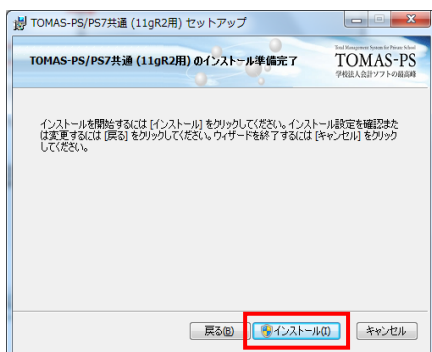 TOMAS-PS/PS7共通 (11gR2用) セットアップ
TOMAS-PS/PS7共通 (11gR2用) のインストール準備完了
Total Management System for Private School
TOMAS-PS
学校法人会計ソフトの最高峰
インストールを開始するには [インストール] をクリックしてください。インストール設定を確認また
は変更するには [戻る] をクリックしてください。ウィザードを終了するには [キャンセル] をクリック
してください。
戻る(B)
インストール(I)
キャンセル